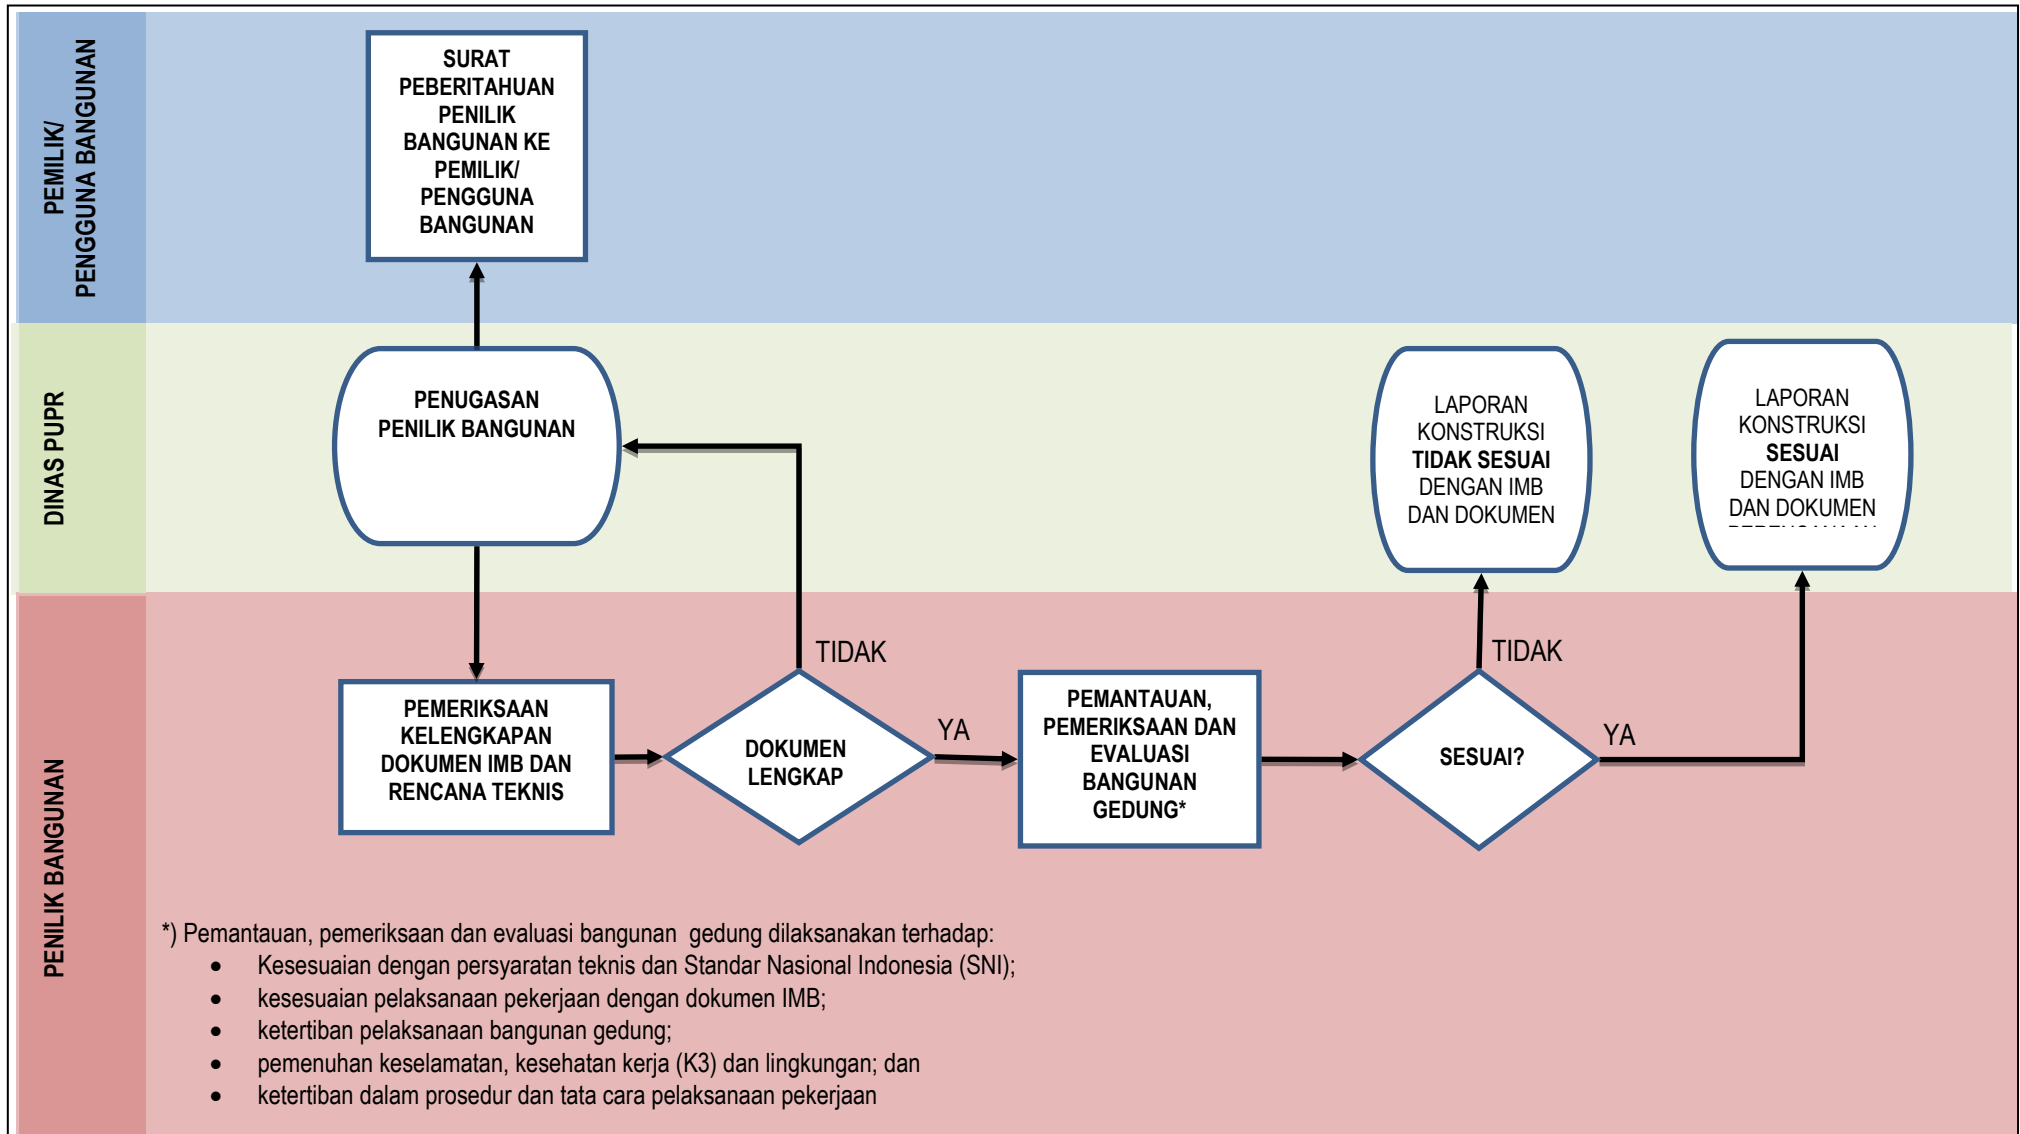 PEMILIK/
PENGGUNA BANGUNAN
SURAT
PEBERITAHUAN
PENILIK
BANGUNAN KE
PEMILIK/
PENGGUNA
BANGUNAN
DINAS PUPR
PENUGASAN
PENILIK BANGUNAN
LAPORAN
KONSTRUKSI
TIDAK SESUAI
DENGAN IMB
DAN DOKUMEN
LAPORAN
KONSTRUKSI
SESUAI
DENGAN IMB
DAN DOKUMEN
PENILIK BANGUNAN
PEMERIKSAAN
KELENGKAPAN
DOKUMEN IMB DAN
RENCANA TEKNIS
DOKUMEN
LENGKAP
TIDAK
YA
PEMANTAUAN,
PEMERIKSAAN DAN
EVALUASI
BANGUNAN
GEDUNG*
SESUAI?
TIDAK
YA
*) Pemantauan, pemeriksaan dan evaluasi bangunan  gedung dilaksanakan terhadap:
• Kesesuaian dengan persyaratan teknis dan Standar Nasional Indonesia (SNI);
• kesesuaian pelaksanaan pekerjaan dengan dokumen IMB;
• ketertiban pelaksanaan bangunan gedung;
• pemenuhan keselamatan, kesehatan kerja (K3) dan lingkungan; dan
• ketertiban dalam prosedur dan tata cara pelaksanaan pekerjaan